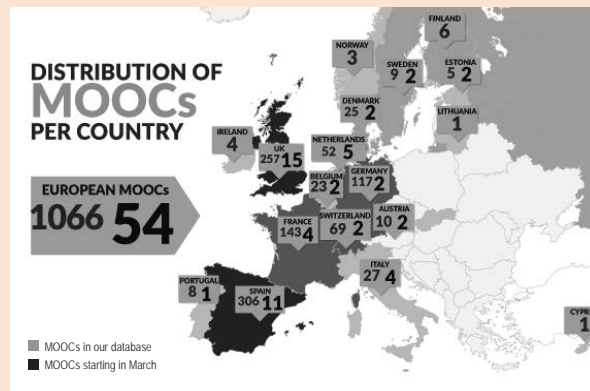 DISTRIBUTION OF
MOOCs
PER COUNTRY
EUROPEAN MOOCs
1066 54
FINLAND
6
NORWAY
3
SWEDEN
9 2
ESTONIA
5 2
DENMARK
25 2
LITHUANIA
1
IRELAND
4
UK
257 15
NETHERLANDS
52 5
BELGIUM
23 2
GERMANY
117 2
FRANCE
143 4
SWITZERLAND
69 2
AUSTRIA
10 2
ITALY
27 4
PORTUGAL
8 1
SPAIN
306 11
CYPR
1
MOOCs in our database
MOOCs starting in March